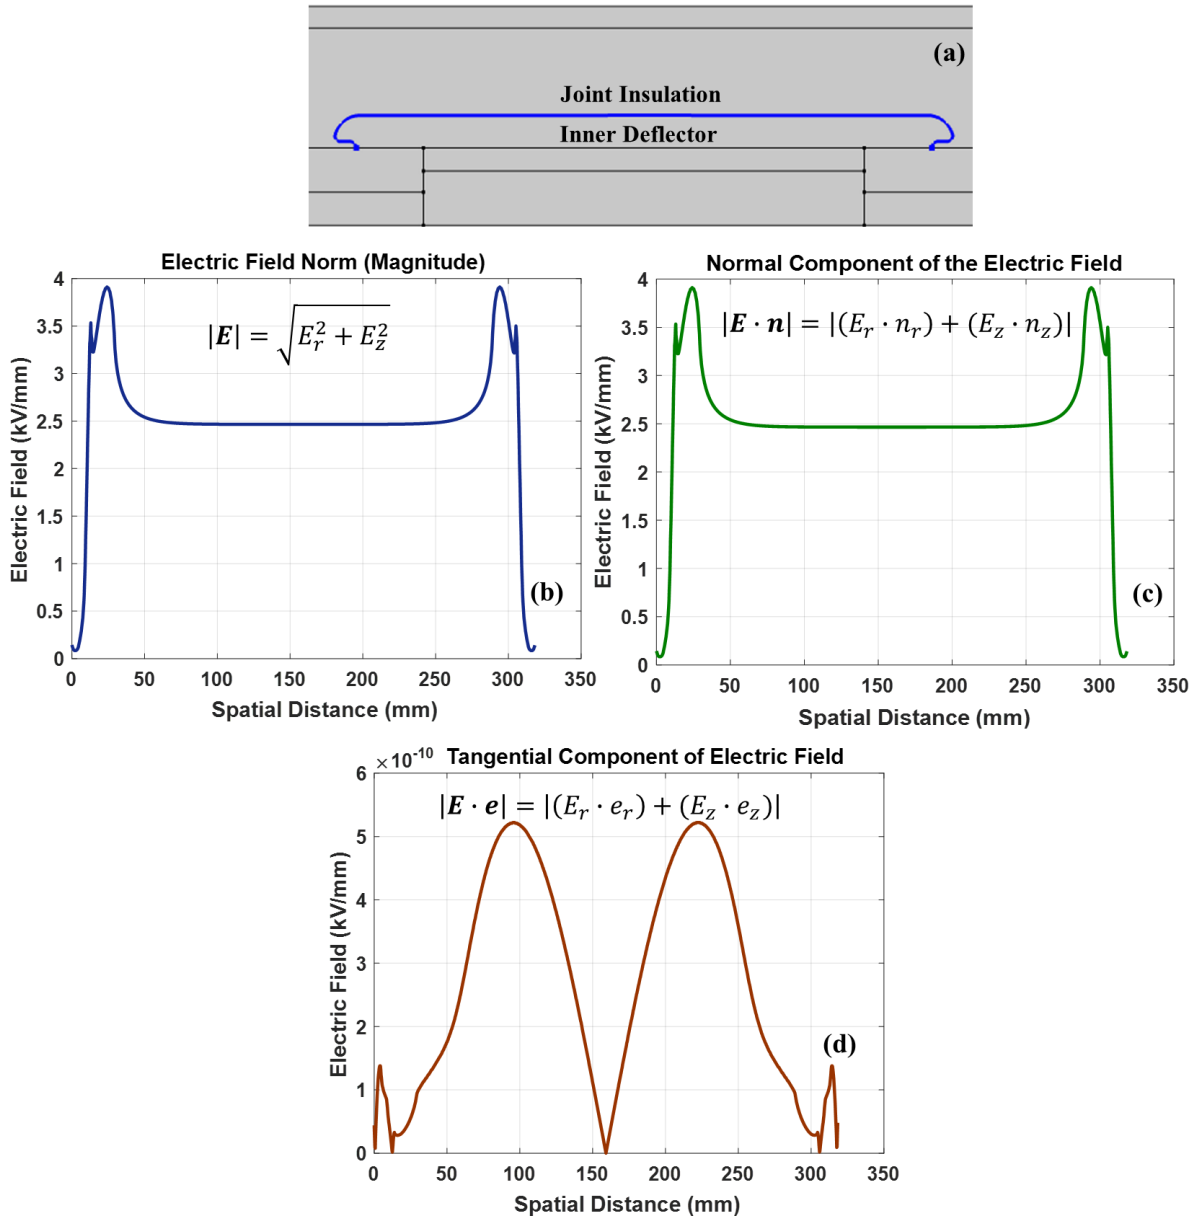 (a)
Joint Insulation
Inner Deflector
Electric Field Norm (Magnitude)
|E| = √(E_r^2 + E_z^2)
Electric Field (kV/mm)
4
3.5
3
2.5
2
1.5
1
0.5
0
(b)
0 50 100 150 200 250 300 350
Spatial Distance (mm)
Normal Component of the Electric Field
|E · n| = |(E_r · n_r) + (E_z · n_z)|
Electric Field (kV/mm)
4
3.5
3
2.5
2
1.5
1
0.5
0
(c)
0 50 100 150 200 250 300 350
Spatial Distance (mm)
×10^-10
Tangential Component of Electric Field
|E · e| = |(E_r · e_r) + (E_z · e_z)|
Electric Field (kV/mm)
6
5
4
3
2
1
0
(d)
0 50 100 150 200 250 300 350
Spatial Distance (mm)